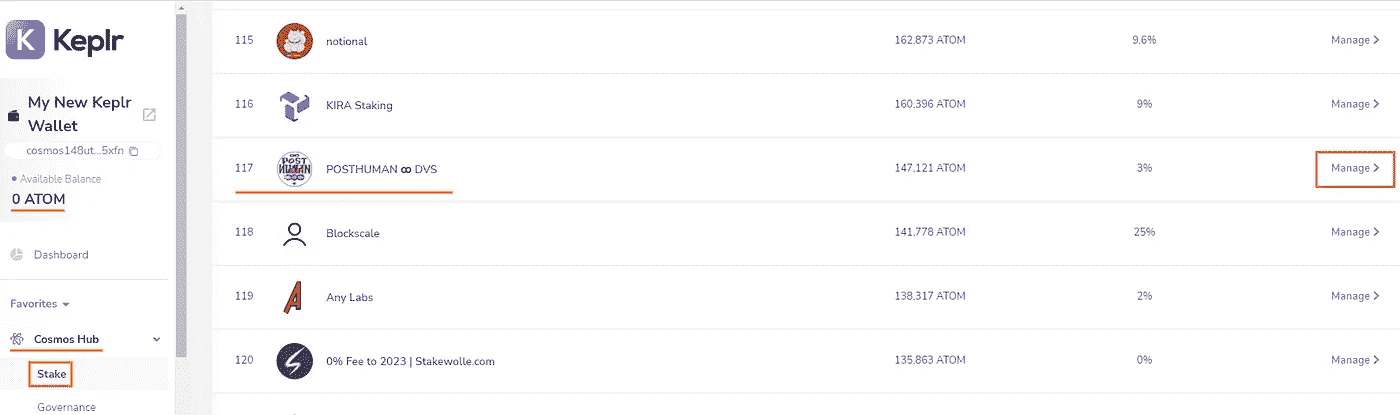 Keplr
My New Keplr
Wallet
cosmos148ut...5xfn
Available Balance
0 ATOM
Dashboard
Favorites
Cosmos Hub
Stake
Governance
115 notional 162,873 ATOM 9.6% Manage
116 KIRA Staking 160,396 ATOM 9% Manage
117 POST HUMAN POSTHUMAN ꝏ DVS 147,121 ATOM 3% Manage
118 Blockscale 141,778 ATOM 25% Manage
119 Any Labs 138,317 ATOM 2% Manage
120 0% Fee to 2023 | Stakewolle.com 135,863 ATOM 0% Manage